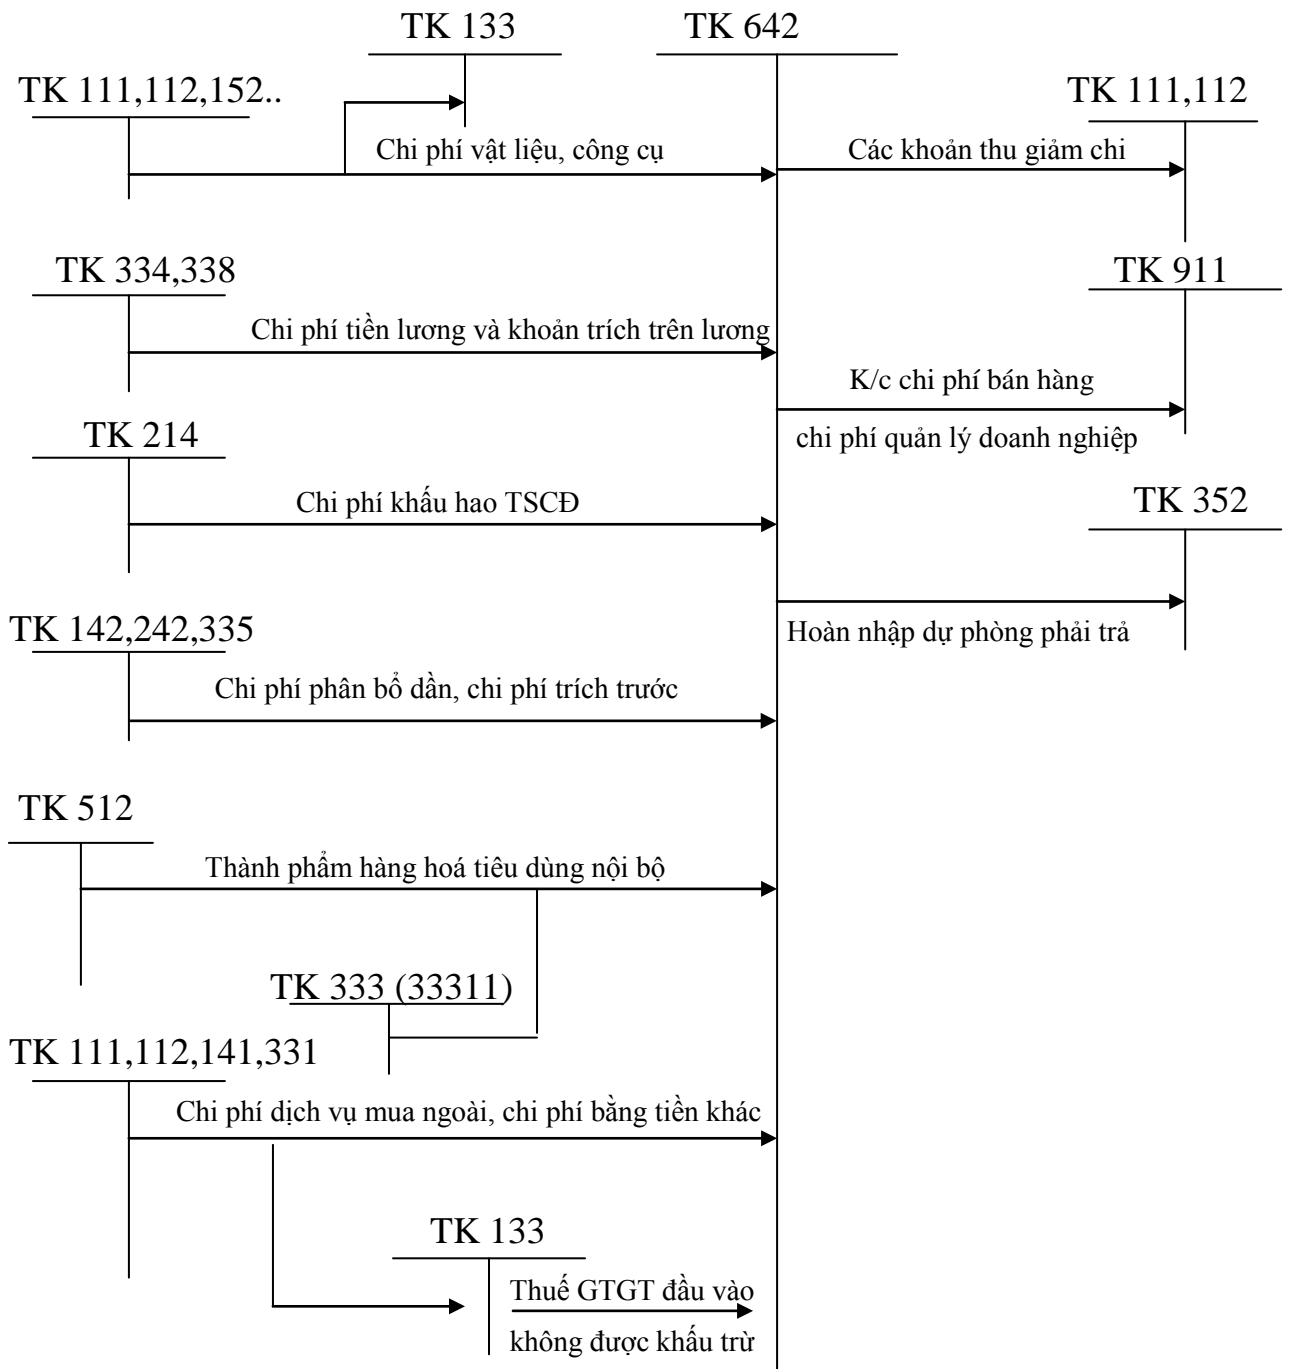 TK 133
TK 642
TK 111,112,152..
TK 111,112
Chi phí vật liệu, công cụ
Các khoản thu giảm chi
TK 334,338
TK 911
Chi phí tiền lương và khoản trích trên lương
K/c chi phí bán hàng
chi phí quản lý doanh nghiệp
TK 214
Chi phí khấu hao TSCĐ
TK 352
TK 142,242,335
Hoàn nhập dự phòng phải trả
Chi phí phân bổ dần, chi phí trích trước
TK 512
Thành phẩm hàng hoá tiêu dùng nội bộ
TK 333 (33311)
TK 111,112,141,331
Chi phí dịch vụ mua ngoài, chi phí bằng tiền khác
TK 133
Thuế GTGT đầu vào
không được khấu trừ